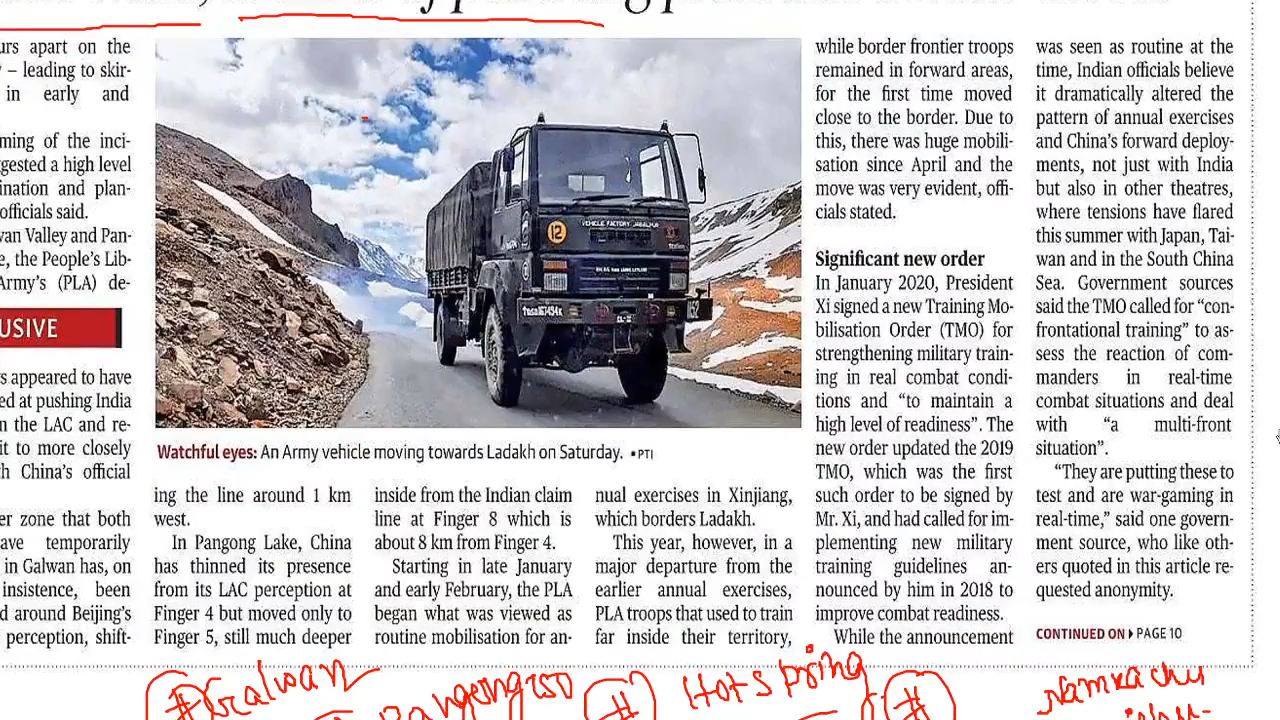 urs apart on the
– leading to skir-
in early and
ming of the inci-
ggested a high level
ination and plan-
officials said.
van Valley and Pan-
e, the People's Lib-
Army's (PLA) de-
USIVE
s appeared to have
ed at pushing India
n the LAC and re-
it to more closely
h China's official
er zone that both
ave temporarily
in Galwan has, on
insistence, been
d around Beijing's
perception, shift-
12
VEHICLE FACTORY JABALPUR
Watchful eyes: An Army vehicle moving towards Ladakh on Saturday. • PTI
ing the line around 1 km
west.
In Pangong Lake, China
has thinned its presence
from its LAC perception at
Finger 4 but moved only to
Finger 5, still much deeper
inside from the Indian claim
line at Finger 8 which is
about 8 km from Finger 4.
Starting in late January
and early February, the PLA
began what was viewed as
routine mobilisation for an-
nual exercises in Xinjiang,
which borders Ladakh.
This year, however, in a
major departure from the
earlier annual exercises,
PLA troops that used to train
far inside their territory,
while border frontier troops
remained in forward areas,
for the first time moved
close to the border. Due to
this, there was huge mobili-
sation since April and the
move was very evident, offi-
cials stated.
Significant new order
In January 2020, President
Xi signed a new Training Mo-
bilisation Order (TMO) for
strengthening military train-
ing in real combat condi-
tions and "to maintain a
high level of readiness". The
new order updated the 2019
TMO, which was the first
such order to be signed by
Mr. Xi, and had called for im-
plementing new military
training guidelines an-
nounced by him in 2018 to
improve combat readiness.
While the announcement
was seen as routine at the
time, Indian officials believe
it dramatically altered the
pattern of annual exercises
and China's forward deploy-
ments, not just with India
but also in other theatres,
where tensions have flared
this summer with Japan, Tai-
wan and in the South China
Sea. Government sources
said the TMO called for "con-
frontational training" to as-
sess the reaction of com-
manders in real-time
combat situations and deal
with "a multi-front
situation".
"They are putting these to
test and are war-gaming in
real-time," said one govern-
ment source, who like oth-
ers quoted in this article re-
quested anonymity.
CONTINUED ON PAGE 10
#Galwan
# Hotspring #